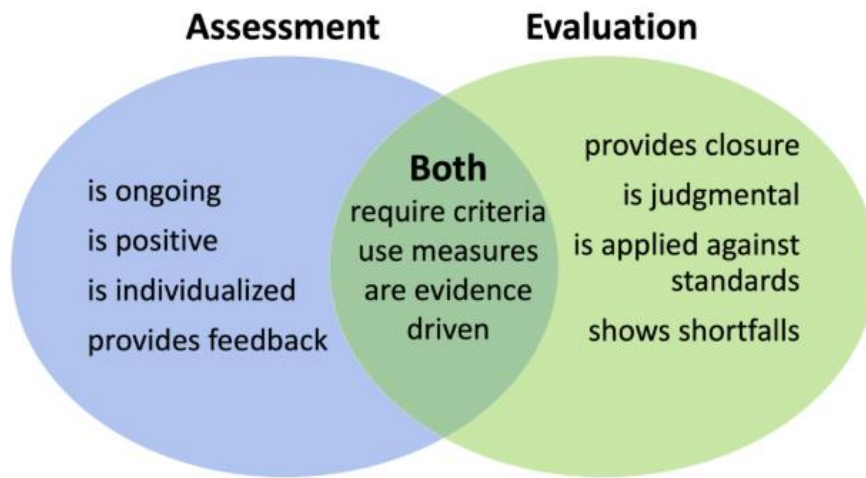 Assessment
Evaluation
is ongoing
is positive
is individualized
provides feedback
Both
require criteria
use measures
are evidence
driven
provides closure
is judgmental
is applied against
standards
shows shortfalls